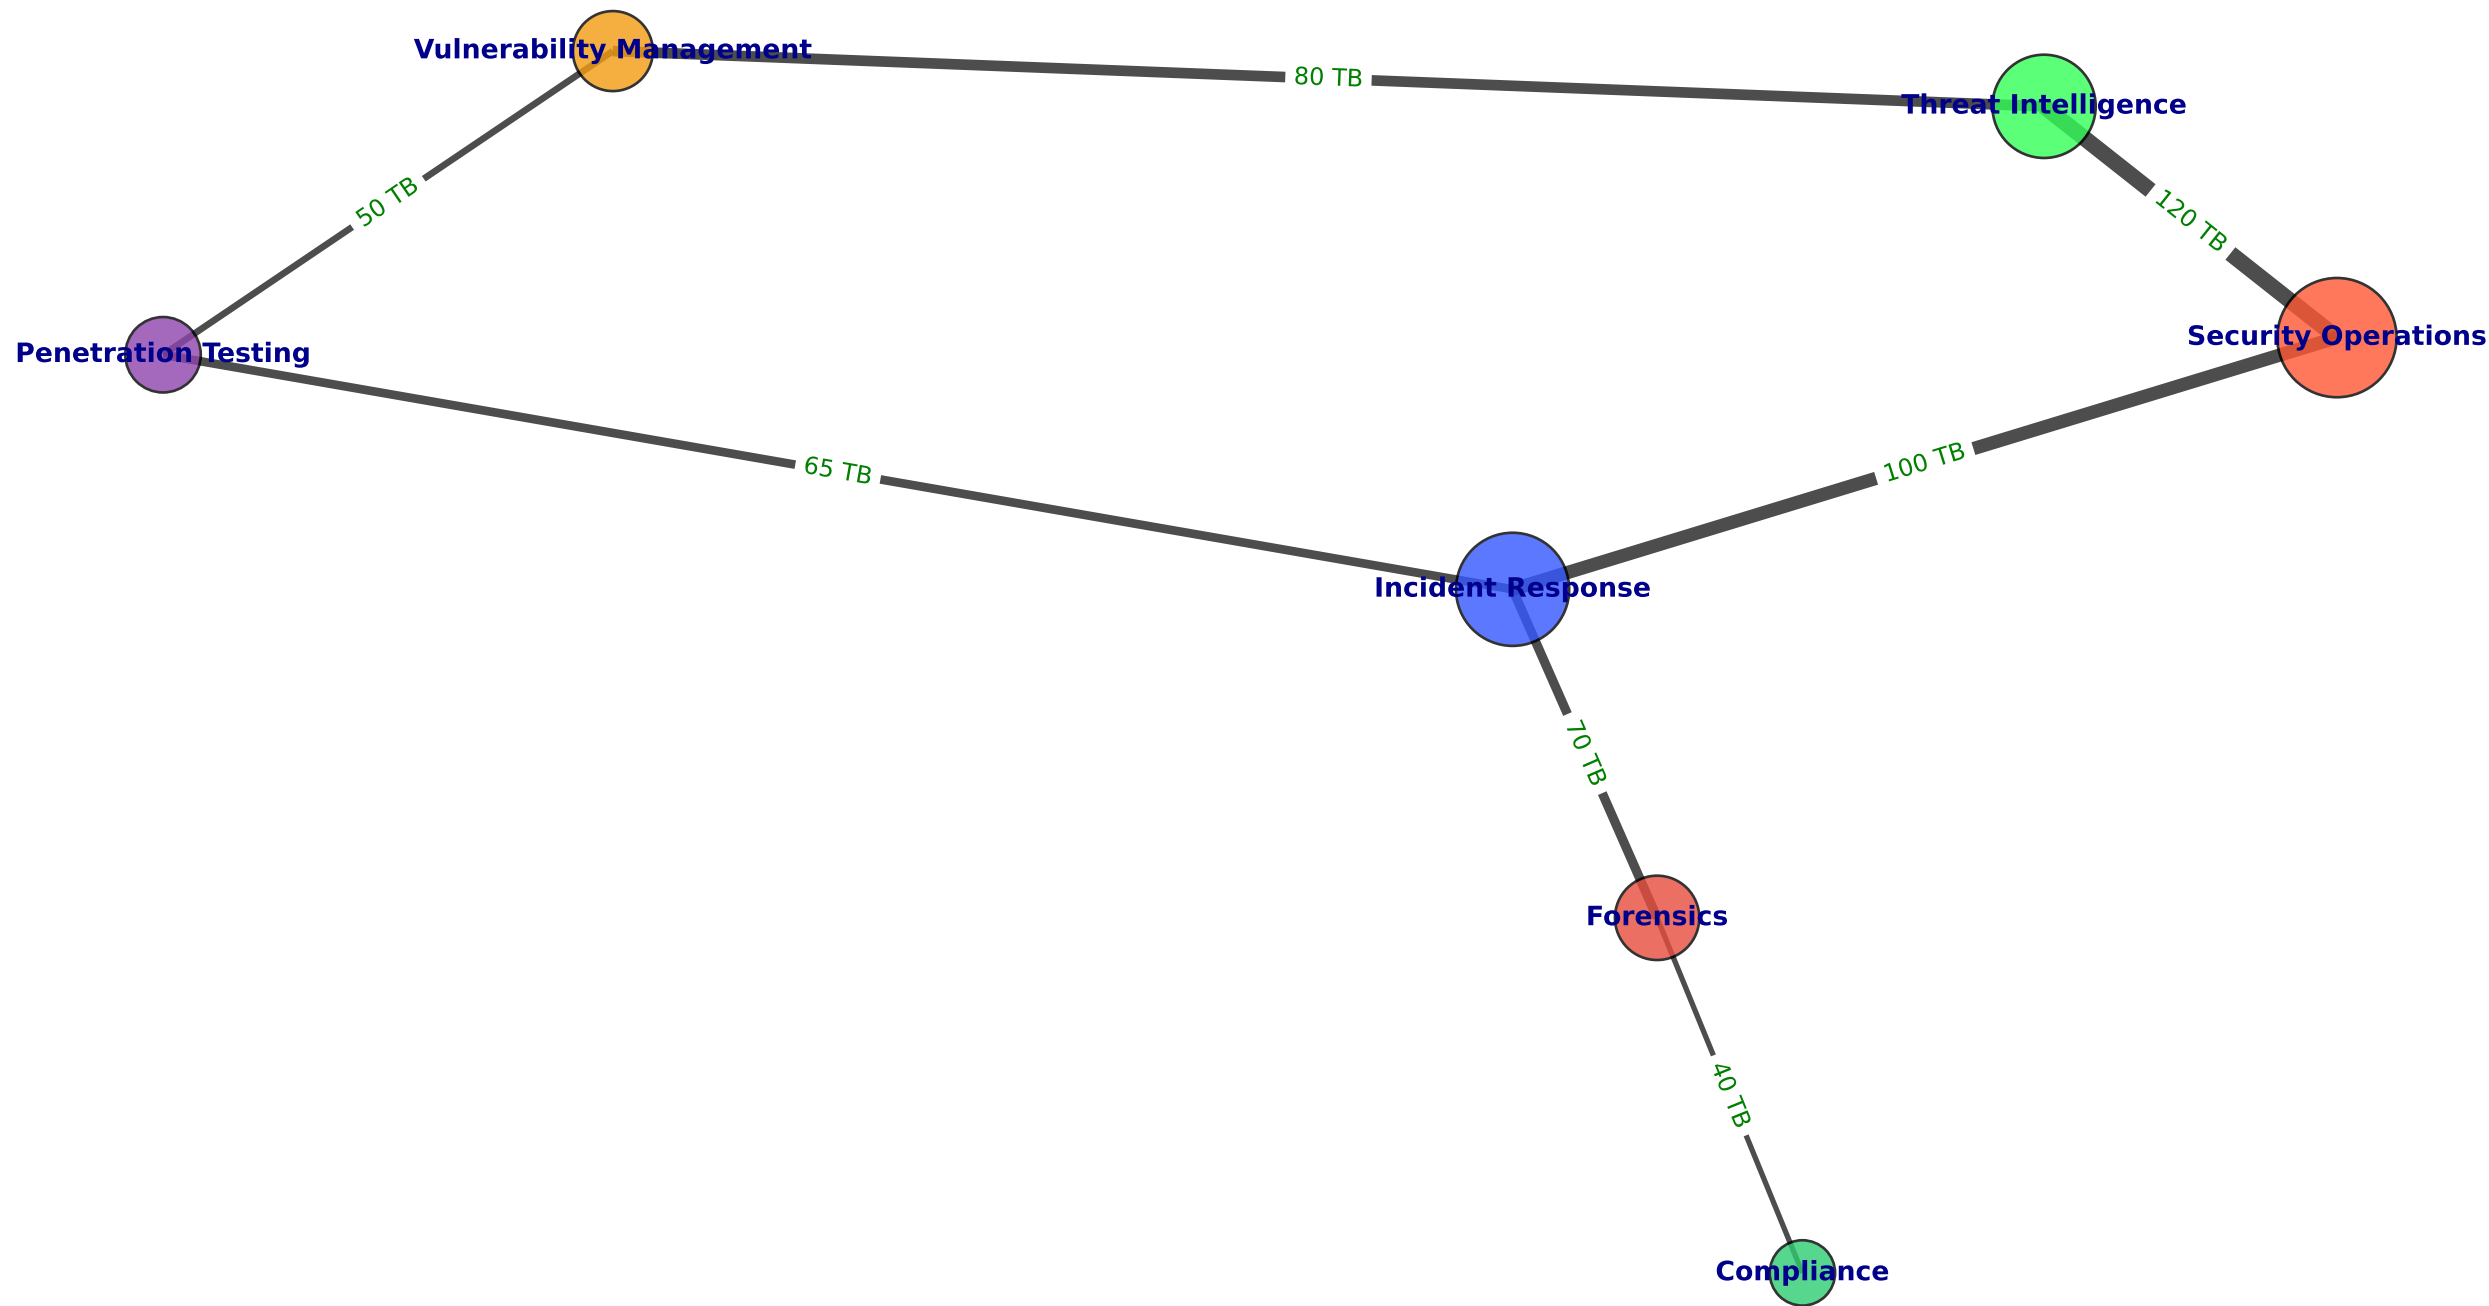 Vulnerability Management
80 TB
Threat Intelligence
50 TB
120 TB
Penetration Testing
Security Operations
65 TB
100 TB
Incident Response
70 TB
Forensics
40 TB
Compliance